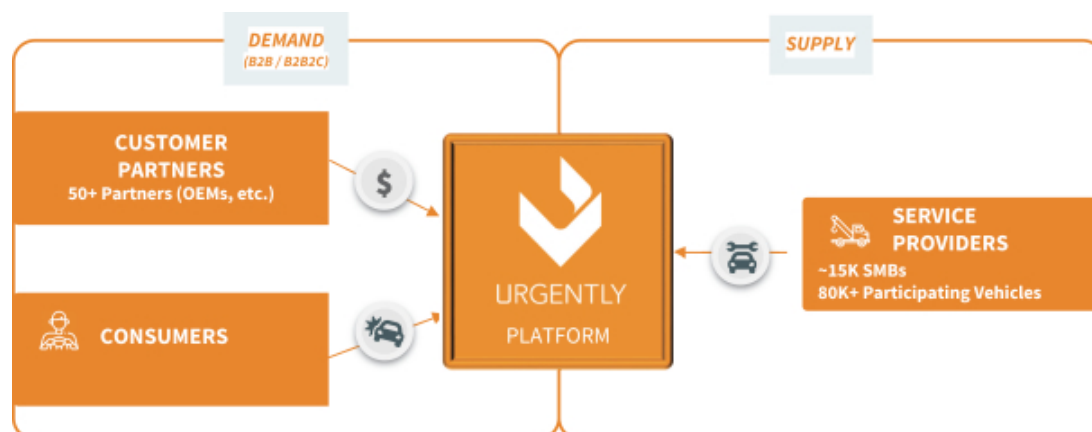 DEMAND
(B2B / B2B2C)
SUPPLY
CUSTOMER
PARTNERS
50+ Partners (OEMs, etc.)
$
URGENTLY
PLATFORM
SERVICE
PROVIDERS
~15K SMBs
80K+ Participating Vehicles
CONSUMERS